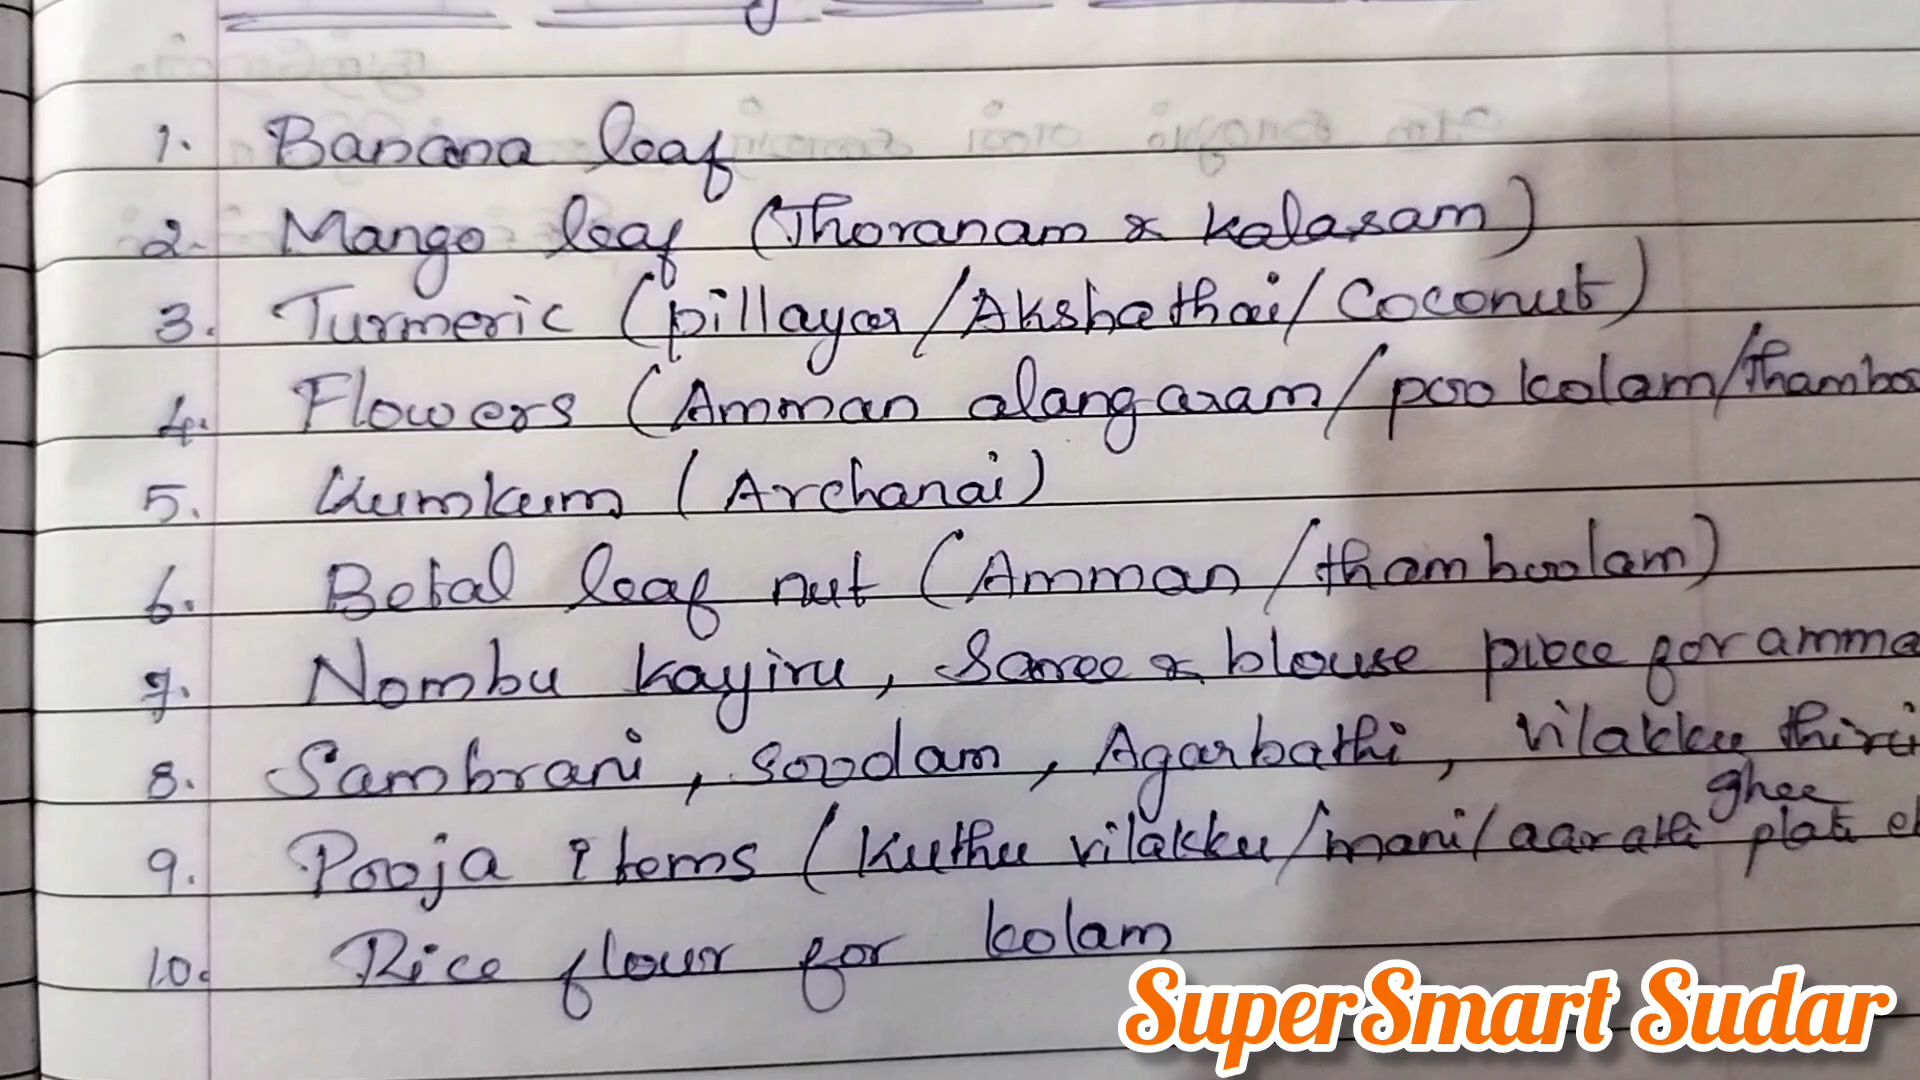 1. Banana leaf
2. Mango leaf (Thoranam & kalasam)
3. Turmeric (pillayar/Akshathai/Coconut)
4. Flowers (Amman alangaram/poo kolam/thamboo
5. Kumkum (Archanai)
6. Betal leaf nut (Amman/thamboolam)
7. Nombu kayiru, Saree & blouse piece for amma
8. Sambrani, soodam, Agarbathi, vilakku thiri
ghee
9. Pooja items (Kuthu vilakku/mani/aarathi plate
10. Rice flour for kolam
SuperSmart Sudar